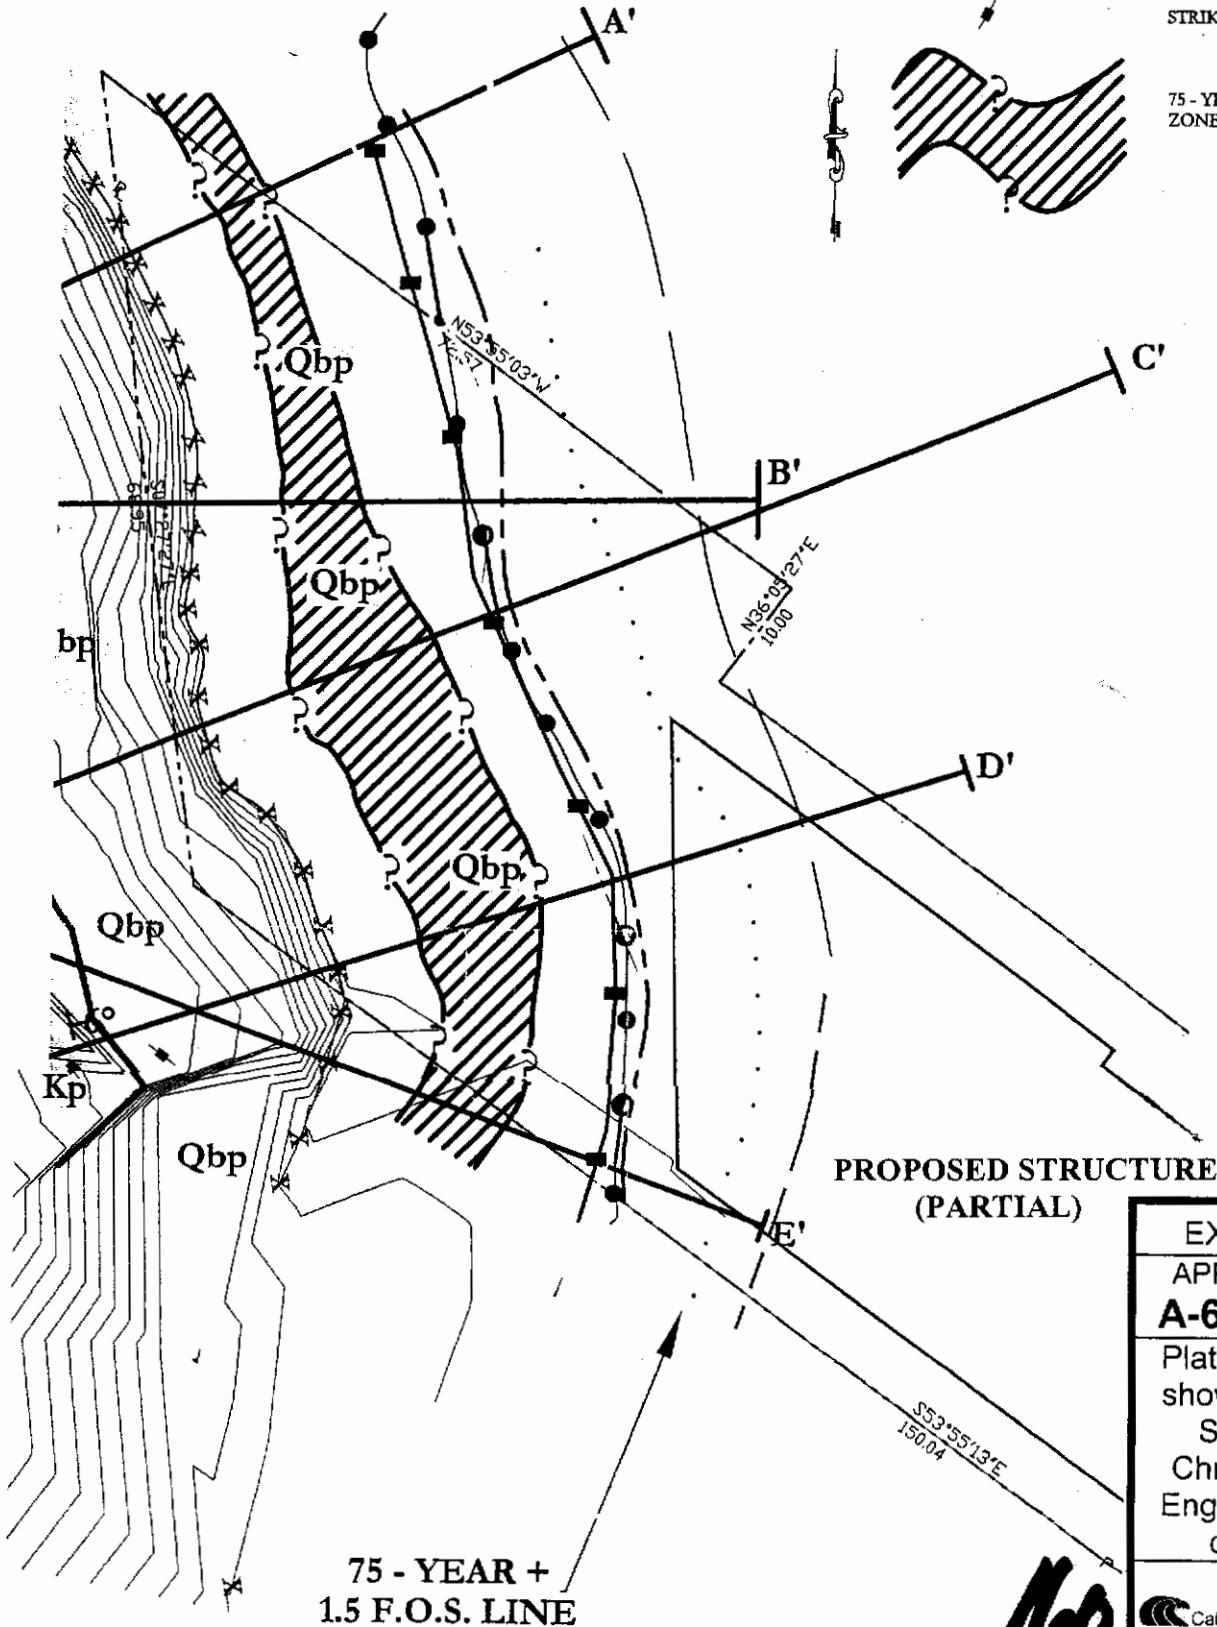 A'
STRIK
75 - YE
ZONE
N53°55'03"W
Qbp
C'
B'
Qbp
N36°05'27"E
10.00
bp
D'
Qbp
Qbp
Kp
Qbp
PROPOSED STRUCTURE
(PARTIAL)
E'
EX
APP
A-6
Plat
show
S
Chr
Eng
S53°55'13"E
150.04
75 - YEAR +
1.5 F.O.S. LINE